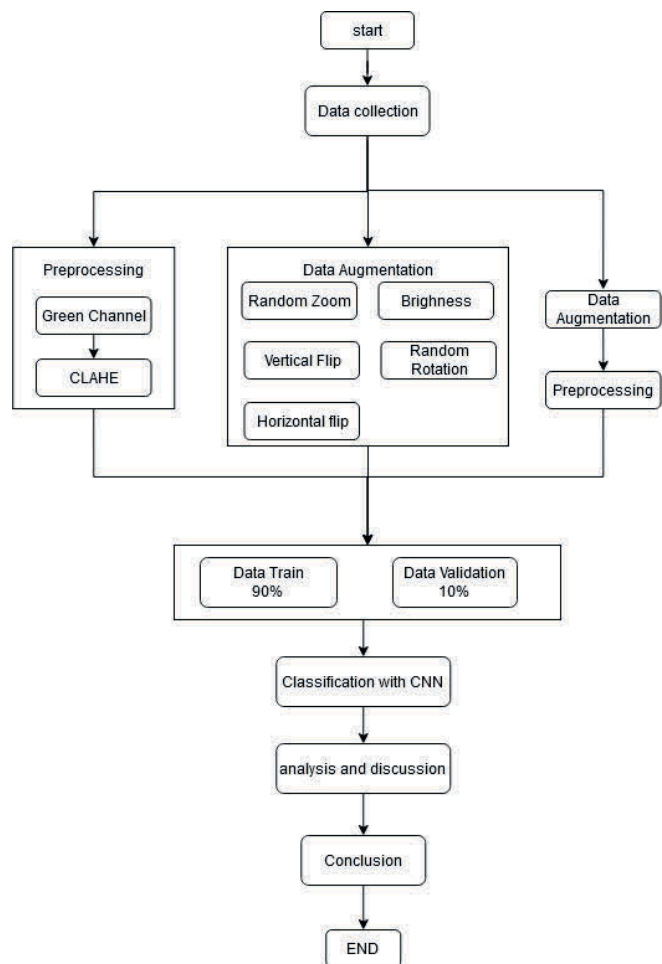 start
Data collection
Preprocessing
Green Channel
CLAHE
Data Augmentation
Random Zoom
Brighness
Vertical Flip
Random
Rotation
Horizontal flip
Data
Augmentation
Preprocessing
Data Train
90%
Data Validation
10%
Classification with CNN
analysis and discussion
Conclusion
END